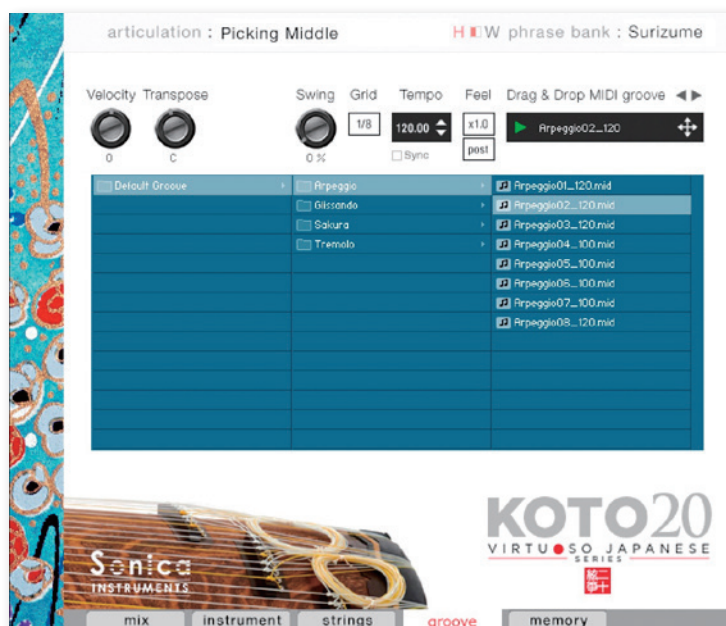 articulation : Picking Middle
H W phrase bank : Surizume
Velocity Transpose Swing Grid Tempo Feel Drag & Drop MIDI groove
1/8 120.00 x1.0 Arpeggio02_120
0 C 0 % Sync post
Default Groove Arpeggio Arpeggio01_120.mid
Glissando Arpeggio02_120.mid
Sakura Arpeggio03_120.mid
Tremolo Arpeggio04_100.mid
Arpeggio05_100.mid
Arpeggio06_100.mid
Arpeggio07_100.mid
Arpeggio08_120.mid
KOTO20
VIRTUOSO JAPANESE
SERIES
Sonica
INSTRUMENTS
mix instrument strings groove memory